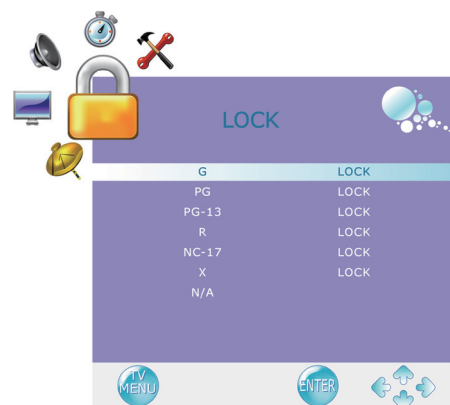 LOCK
G LOCK
PG LOCK
PG-13 LOCK
R LOCK
NC-17 LOCK
X LOCK
N/A
TV
MENU
ENTER